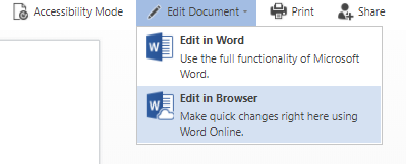 Accessibility Mode Edit Document Print Share
Edit in Word
Use the full functionality of Microsoft
Word.
Edit in Browser
Make quick changes right here using
Word Online.